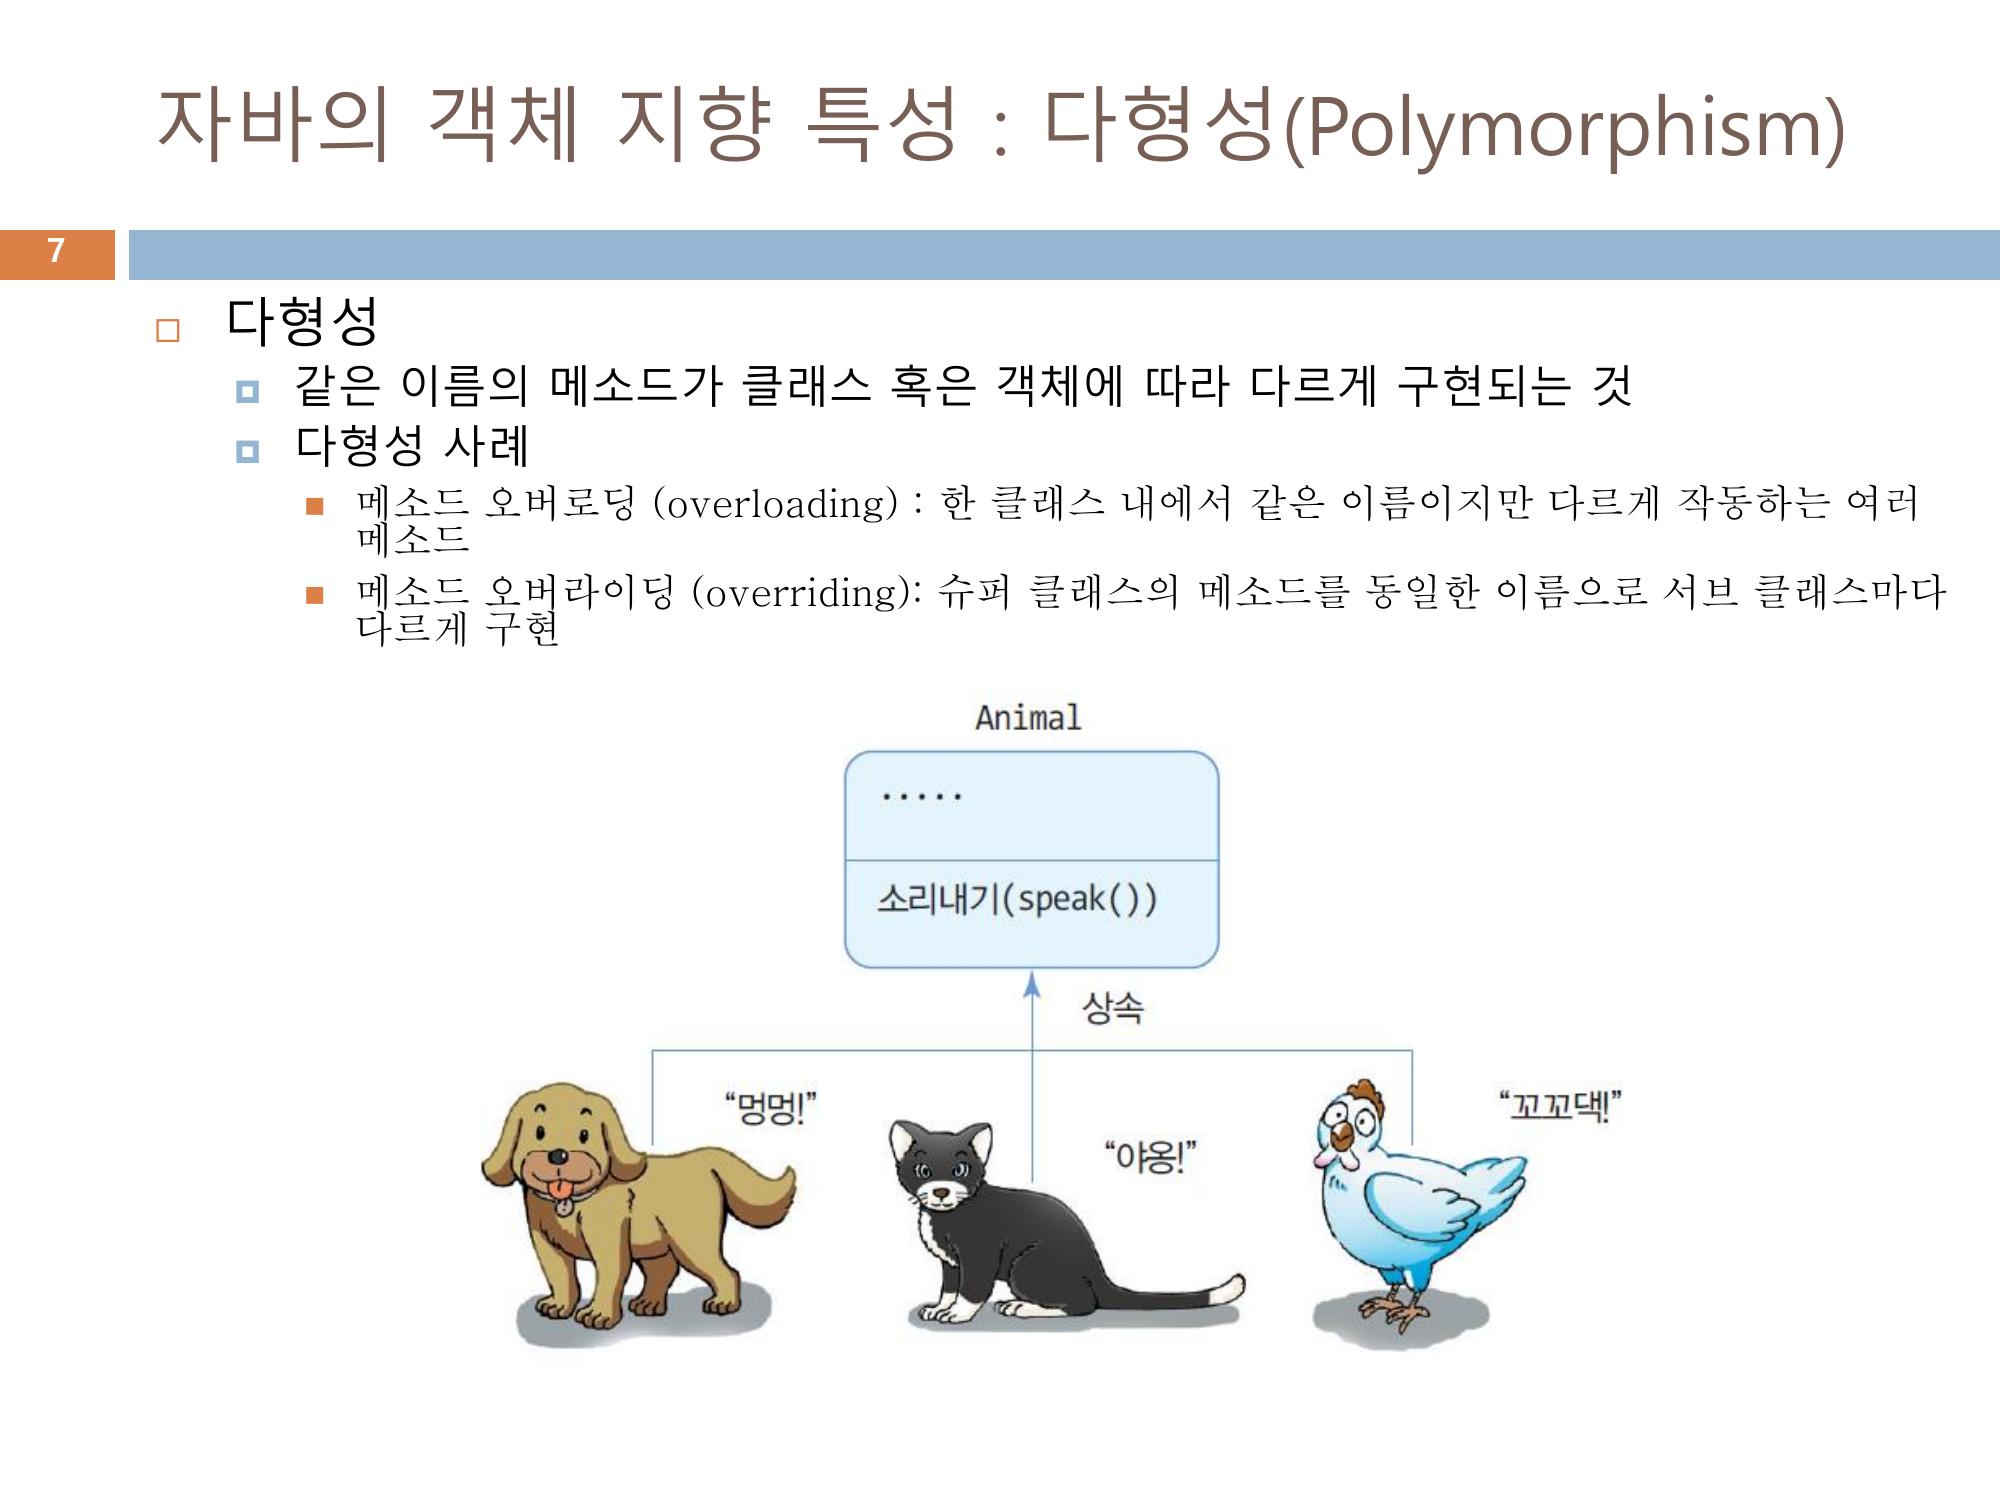 자바의 객체 지향 특성 : 다형성(Polymorphism)
7
다형성
같은 이름의 메소드가 클래스 혹은 객체에 따라 다르게 구현되는 것
다형성 사례
메소드 오버로딩 (overloading) : 한 클래스 내에서 같은 이름이지만 다르게 작동하는 여러
메소드
메소드 오버라이딩 (overriding): 슈퍼 클래스의 메소드를 동일한 이름으로 서브 클래스마다
다르게 구현
Animal
.....
소리내기(speak())
상속
“멍멍!”
“야옹!”
“꼬꼬댁!”